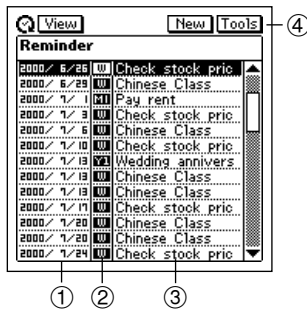 View New Tools ④
Reminder
2000/ 6/26 W Check stock pric
2000/ 6/29 W Chinese Class
2000/ 7/ 1 M1 Pay rent
2000/ 7/ 3 W Check stock pric
2000/ 7/ 6 W Chinese Class
2000/ 7/10 W Check stock pric
2000/ 7/13 Y1 Wedding annivers
2000/ 7/13 W Chinese Class
2000/ 7/13 W Chinese Class
2000/ 7/17 W Check stock pric
2000/ 7/20 W Chinese Class
2000/ 7/20 W Chinese Class
2000/ 7/24 W Check stock pric
① ② ③